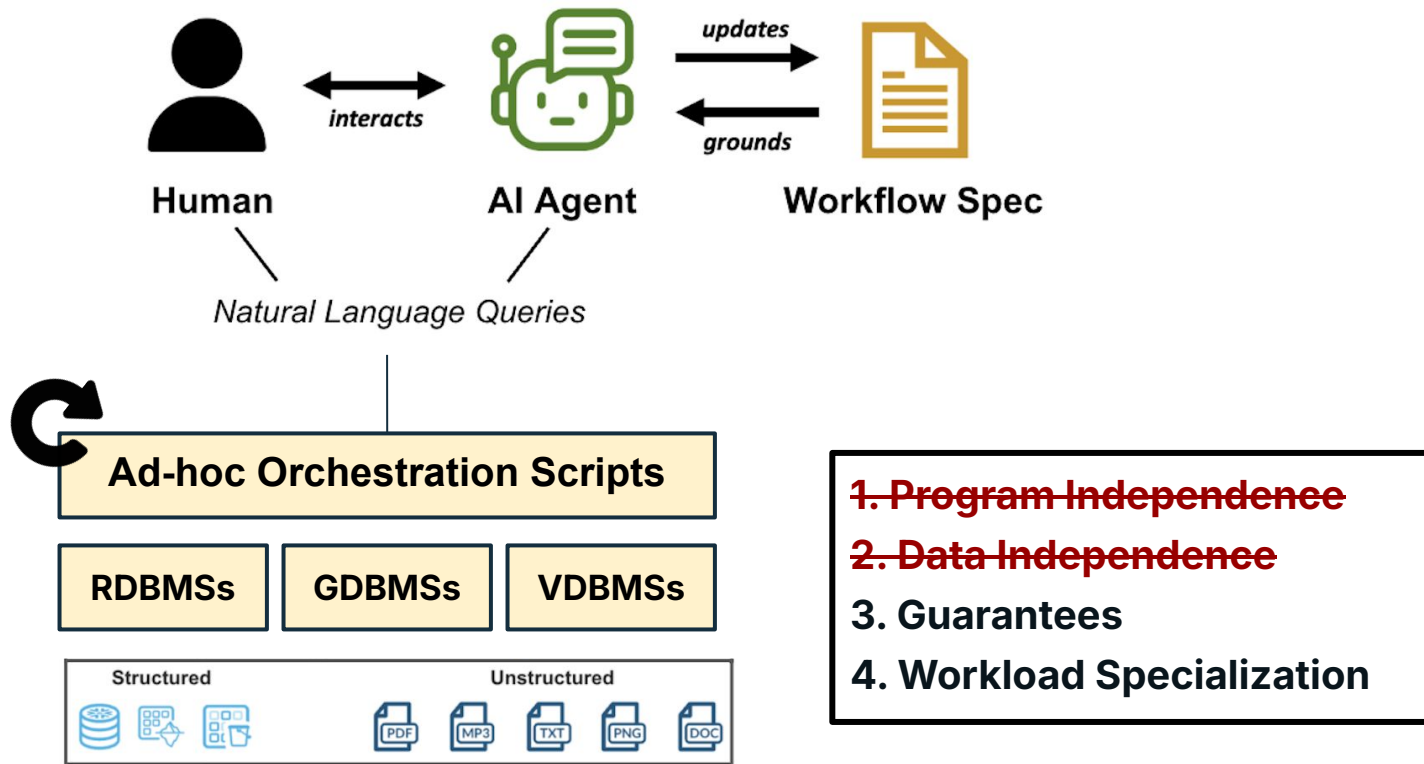 updates
interacts
grounds
Human
AI Agent
Workflow Spec
Natural Language Queries
Ad-hoc Orchestration Scripts
RDBMSs
GDBMSs
VDBMSs
Structured
Unstructured
PDF
MP3
TXT
PNG
DOC
1. Program Independence
2. Data Independence
3. Guarantees
4. Workload Specialization